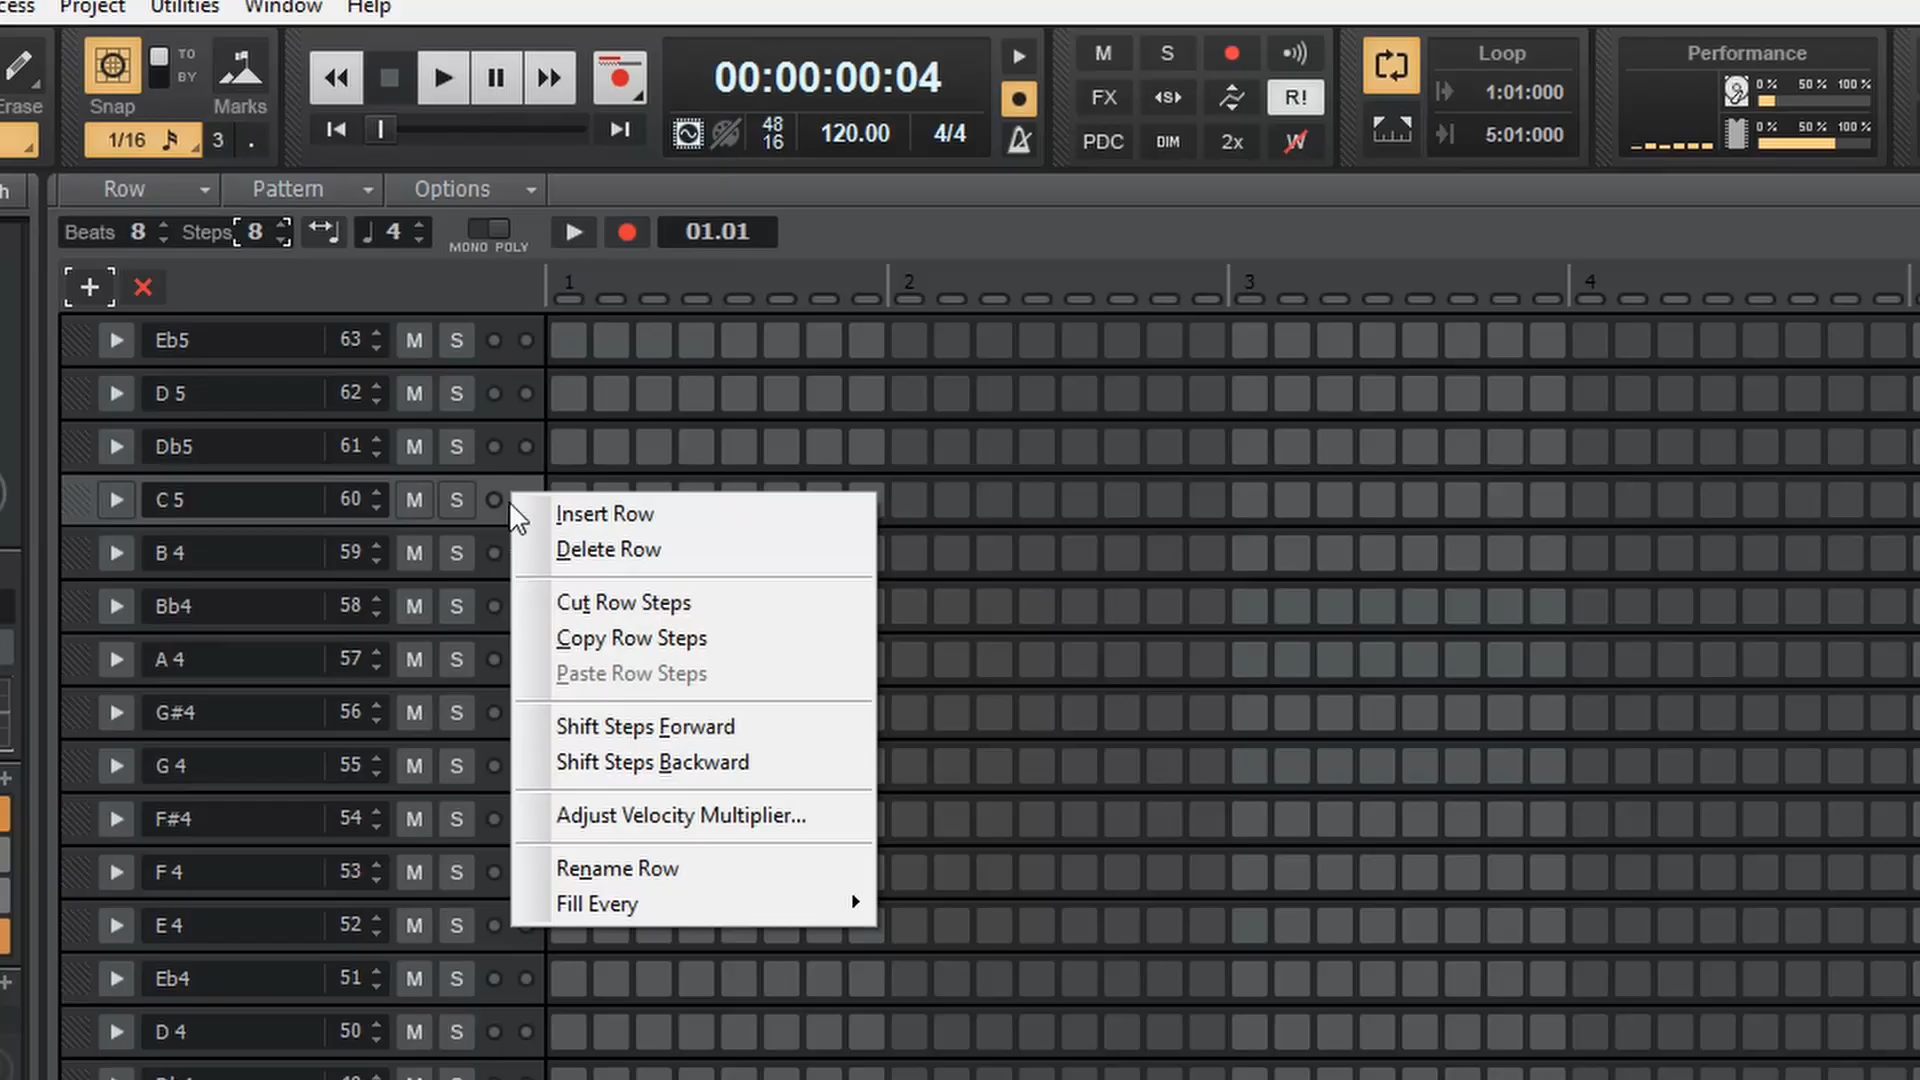 cess Project Utilities Window Help
Erase Snap TO BY Marks
1/16 3 .
00:00:00:04
48 16 120.00 4/4
M S
FX <S> R!
PDC DIM 2x W
Loop
1:01:000
5:01:000
Performance
0 % 50 % 100 %
0 % 50 % 100 %
h Row Pattern Options
Beats 8 Steps 8 4 MONO POLY 01.01
+ 1 2 3 4
Eb5 63 M S
D 5 62 M S
Db5 61 M S
C 5 60 M S
B 4 59 M S
Bb4 58 M S
A 4 57 M S
G#4 56 M S
G 4 55 M S
F#4 54 M S
F 4 53 M S
E 4 52 M S
Eb4 51 M S
D 4 50 M S
Insert Row
Delete Row
Cut Row Steps
Copy Row Steps
Paste Row Steps
Shift Steps Forward
Shift Steps Backward
Adjust Velocity Multiplier...
Rename Row
Fill Every